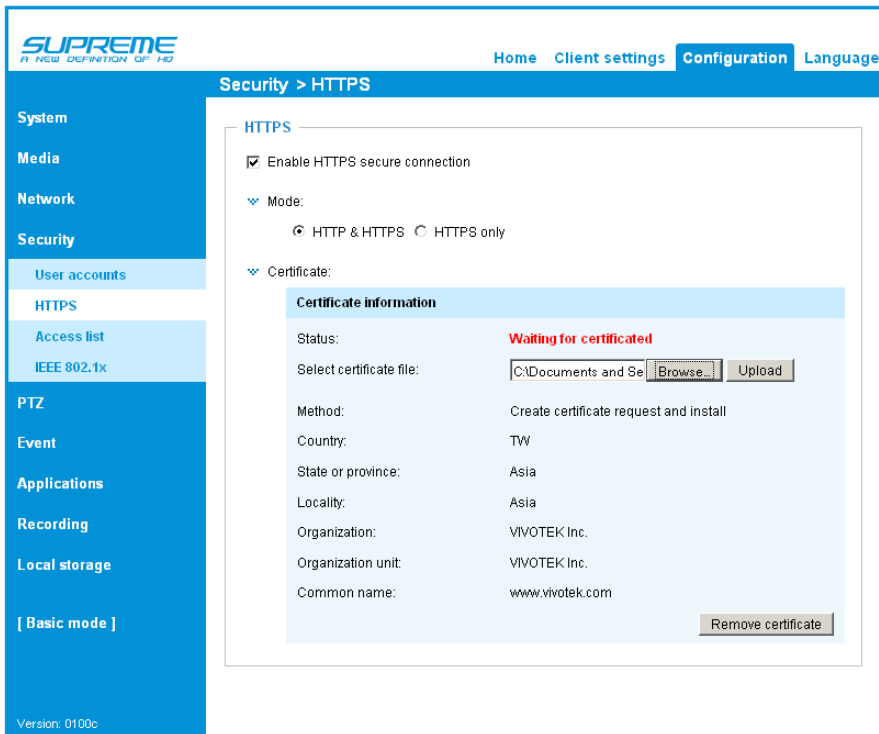 SUPREME
A NEW DEFINITION OF HD
Home Client settings Configuration Language
Security > HTTPS
System
Media
Network
Security
User accounts
HTTPS
Access list
IEEE 802.1x
PTZ
Event
Applications
Recording
Local storage
[ Basic mode ]
Version: 0100c
HTTPS
Enable HTTPS secure connection
Mode:
HTTP & HTTPS HTTPS only
Certificate:
Certificate information
Status: Waiting for certificated
Select certificate file: C:\Documents and Se Browse... Upload
Method: Create certificate request and install
Country: TW
State or province: Asia
Locality: Asia
Organization: VIVOTEK Inc.
Organization unit: VIVOTEK Inc.
Common name: www.vivotek.com
Remove certificate